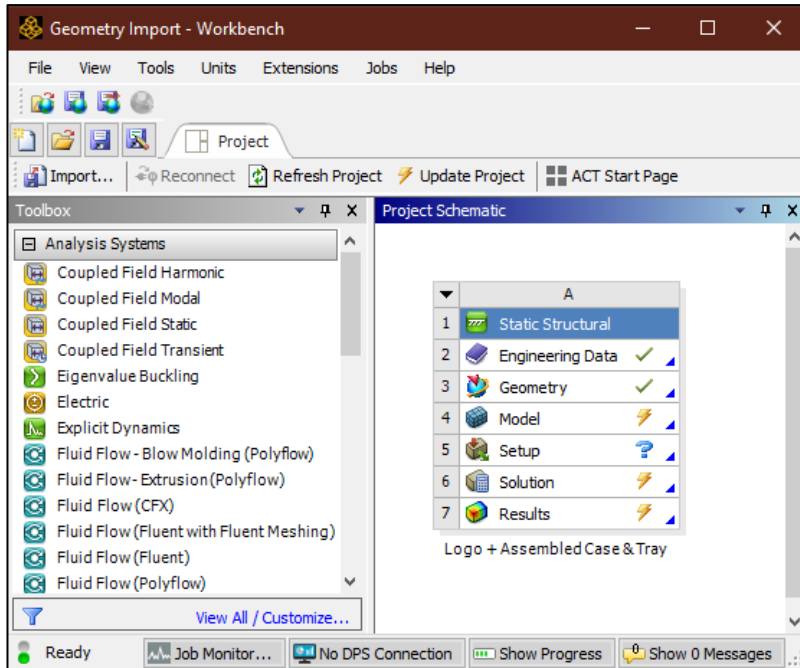 Geometry Import - Workbench
File View Tools Units Extensions Jobs Help
Project
Import... Reconnect Refresh Project Update Project ACT Start Page
Toolbox
Analysis Systems
Coupled Field Harmonic
Coupled Field Modal
Coupled Field Static
Coupled Field Transient
Eigenvalue Buckling
Electric
Explicit Dynamics
Fluid Flow - Blow Molding (Polyflow)
Fluid Flow - Extrusion (Polyflow)
Fluid Flow (CFX)
Fluid Flow (Fluent with Fluent Meshing)
Fluid Flow (Fluent)
Fluid Flow (Polyflow)
View All / Customize...
Project Schematic
A
1 Static Structural
2 Engineering Data
3 Geometry
4 Model
5 Setup ?
6 Solution
7 Results
Logo + Assembled Case & Tray
Ready Job Monitor... No DPS Connection Show Progress 0 Show 0 Messages